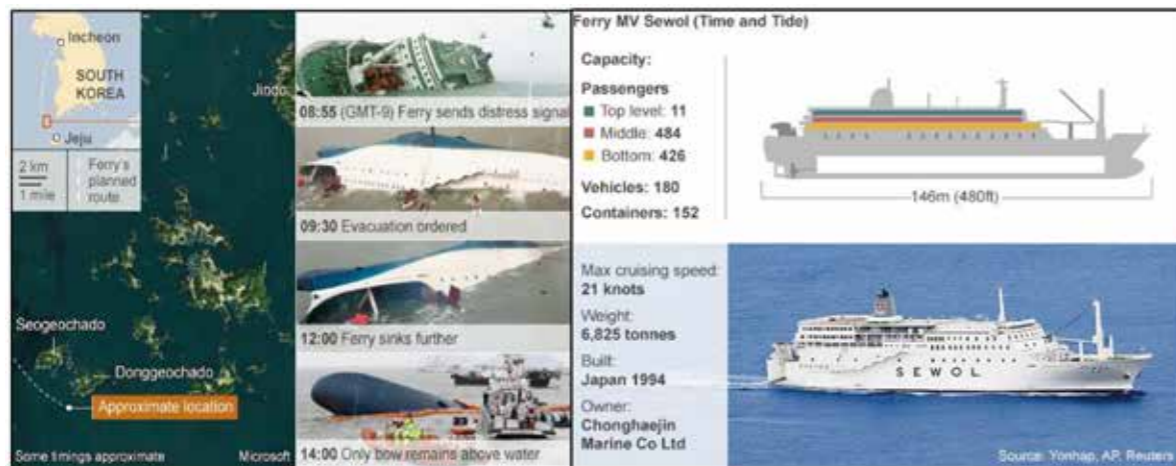 Incheon
SOUTH
KOREA
Jeju
2 km
1 mile
Ferry's
planned
route
Jindo
Seogeochado
Donggeochado
Approximate location
Some timings approximate
Microsoft
08:55 (GMT-9) Ferry sends distress signal
09:30 Evacuation ordered
12:00 Ferry sinks further
14:00 Only bow remains above water
Ferry MV Sewol (Time and Tide)
Capacity:
Passengers
Top level: 11
Middle: 484
Bottom: 426
Vehicles: 180
Containers: 152
146m (480ft)
Max cruising speed:
21 knots
Weight:
6,825 tonnes
Built:
Japan 1994
Owner:
Chonghaejin
Marine Co Ltd
SEWOL
Source: Yonhap, AP, Reuters